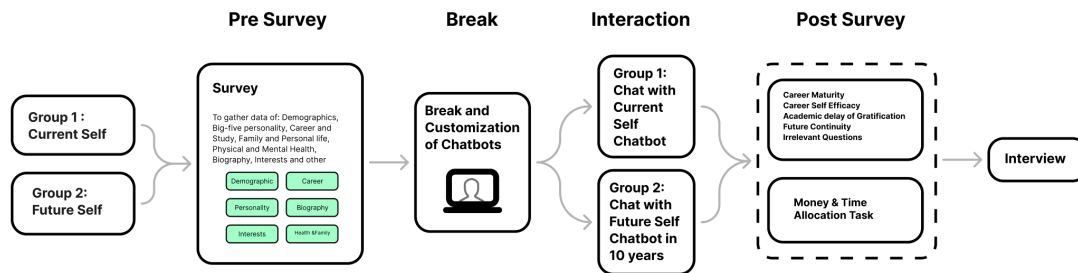 Pre Survey
Break
Interaction
Post Survey
Group 1 :
Current Self
Group 2:
Future Self
Survey
To gather data of: Demographics,
Big-five personality, Career and
Study, Family and Personal life,
Physical and Mental Health,
Biography, Interests and other
Demographic
Career
Personality
Biography
Interests
Health &Family
Break and
Customization
of Chatbots
Group 1:
Chat with
Current
Self
Chatbot
Group 2:
Chat with
Future Self
Chatbot in
10 years
Career Maturity
Career Self Efficacy
Academic delay of Gratification
Future Continuity
Irrelevant Questions
Money & Time
Allocation Task
Interview